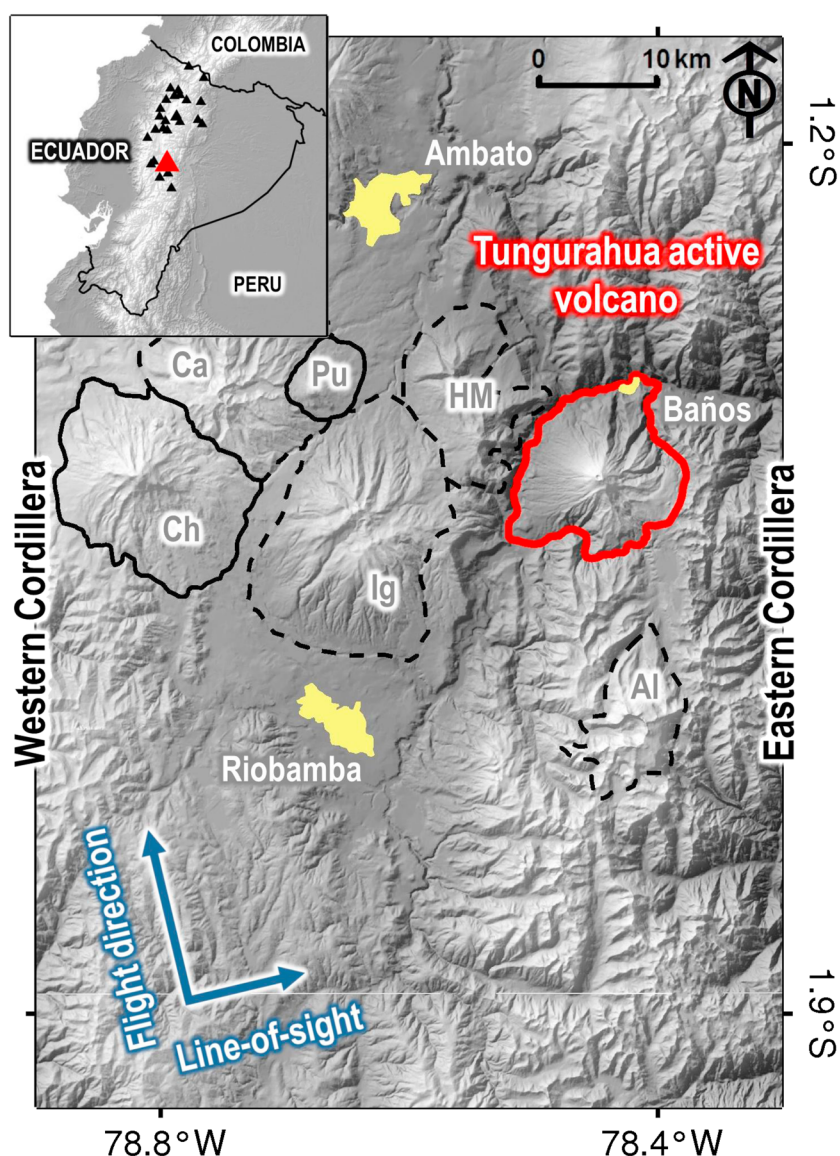 COLOMBIA
ECUADOR
PERU
0 10 km
N
1.2°S
Ambato
Tungurahua active
volcano
Ca
Pu
HM
Baños
Ch
Ig
Western Cordillera
Eastern Cordillera
Al
Riobamba
Flight direction
Line-of-sight
1.9°S
78.8°W
78.4°W